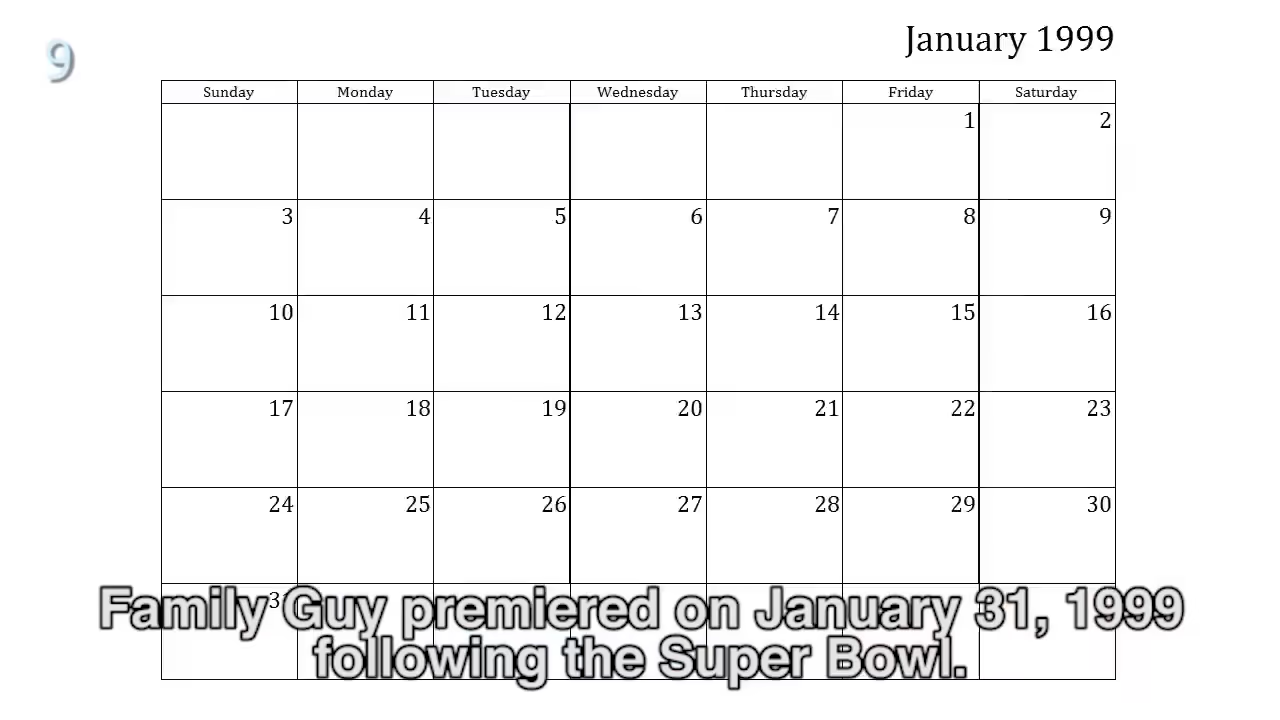 9
January 1999
Sunday Monday Tuesday Wednesday Thursday Friday Saturday
1 2
3 4 5 6 7 8 9
10 11 12 13 14 15 16
17 18 19 20 21 22 23
24 25 26 27 28 29 30
Family Guy premiered on January 31, 1999
following the Super Bowl.